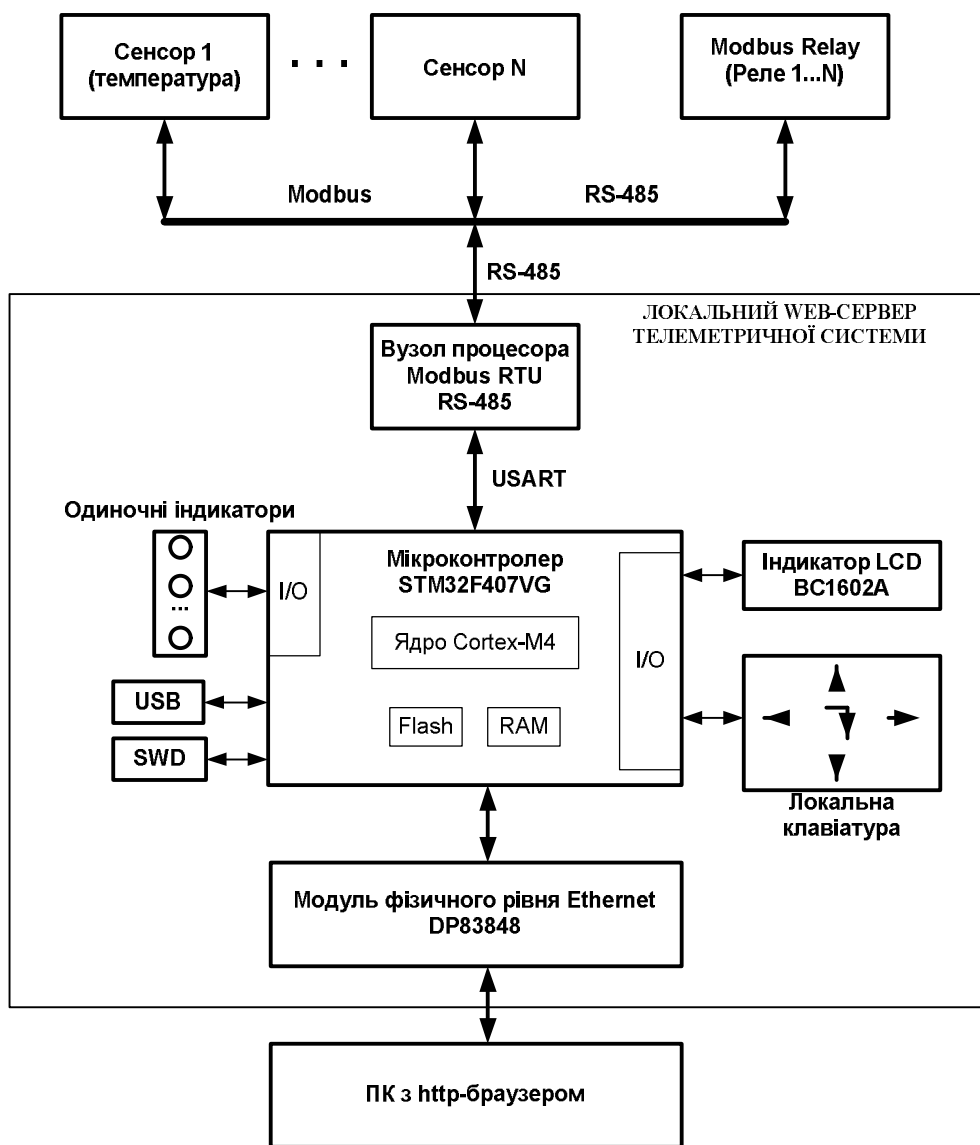 Сенсор 1
(температура)
. . .
Сенсор N
Modbus Relay
(Реле 1...N)
Modbus
RS-485
RS-485
ЛОКАЛЬНИЙ WEB-СЕРВЕР
ТЕЛЕМЕТРИЧНОЇ СИСТЕМИ
Вузол процесора
Modbus RTU
RS-485
USART
Одиночні індикатори
...
I/O
Мікроконтролер
STM32F407VG
Ядро Cortex-M4
Flash
RAM
I/O
Індикатор LCD
BC1602A
USB
SWD
Локальна
клавіатура
Модуль фізичного рівня Ethernet
DP83848
ПК з http-браузером